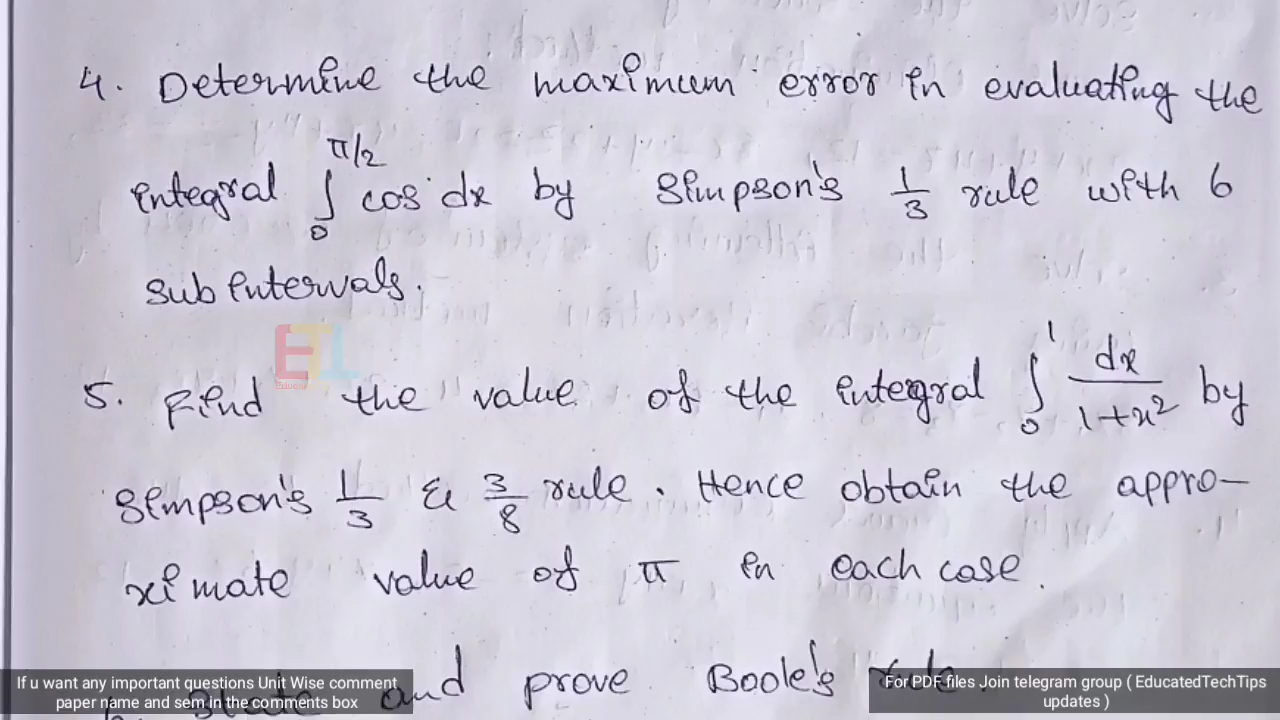 4. Determine the maximum error in evaluating the
integral ∫₀^π/2 cos dx by Simpson's 1/3 rule with 6
sub intervals.
ETL
5. Find the value of the integral ∫₀^1 dx/1+x² by
Simpson's 1/3 & 3/8 rule. Hence obtain the appro-
ximate value of π in each case.
State and prove Boole's rule.
If u want any important questions Unit Wise comment
paper name and sem in the comments box
For PDF files Join telegram group ( EducatedTechTips
updates )